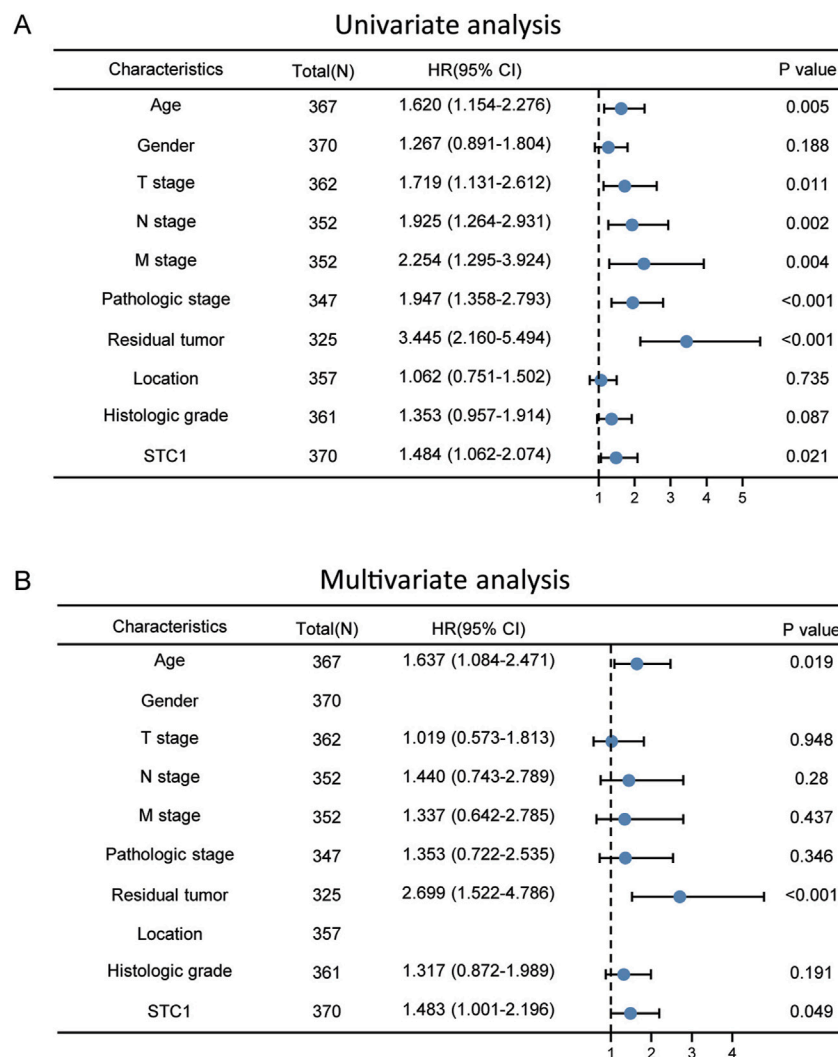 A
Univariate analysis
Characteristics Total(N) HR(95% CI) P value
Age 367 1.620 (1.154-2.276) 0.005
Gender 370 1.267 (0.891-1.804) 0.188
T stage 362 1.719 (1.131-2.612) 0.011
N stage 352 1.925 (1.264-2.931) 0.002
M stage 352 2.254 (1.295-3.924) 0.004
Pathologic stage 347 1.947 (1.358-2.793) <0.001
Residual tumor 325 3.445 (2.160-5.494) <0.001
Location 357 1.062 (0.751-1.502) 0.735
Histologic grade 361 1.353 (0.957-1.914) 0.087
STC1 370 1.484 (1.062-2.074) 0.021
1 2 3 4 5
B
Multivariate analysis
Characteristics Total(N) HR(95% CI) P value
Age 367 1.637 (1.084-2.471) 0.019
Gender 370
T stage 362 1.019 (0.573-1.813) 0.948
N stage 352 1.440 (0.743-2.789) 0.28
M stage 352 1.337 (0.642-2.785) 0.437
Pathologic stage 347 1.353 (0.722-2.535) 0.346
Residual tumor 325 2.699 (1.522-4.786) <0.001
Location 357
Histologic grade 361 1.317 (0.872-1.989) 0.191
STC1 370 1.483 (1.001-2.196) 0.049
1 2 3 4